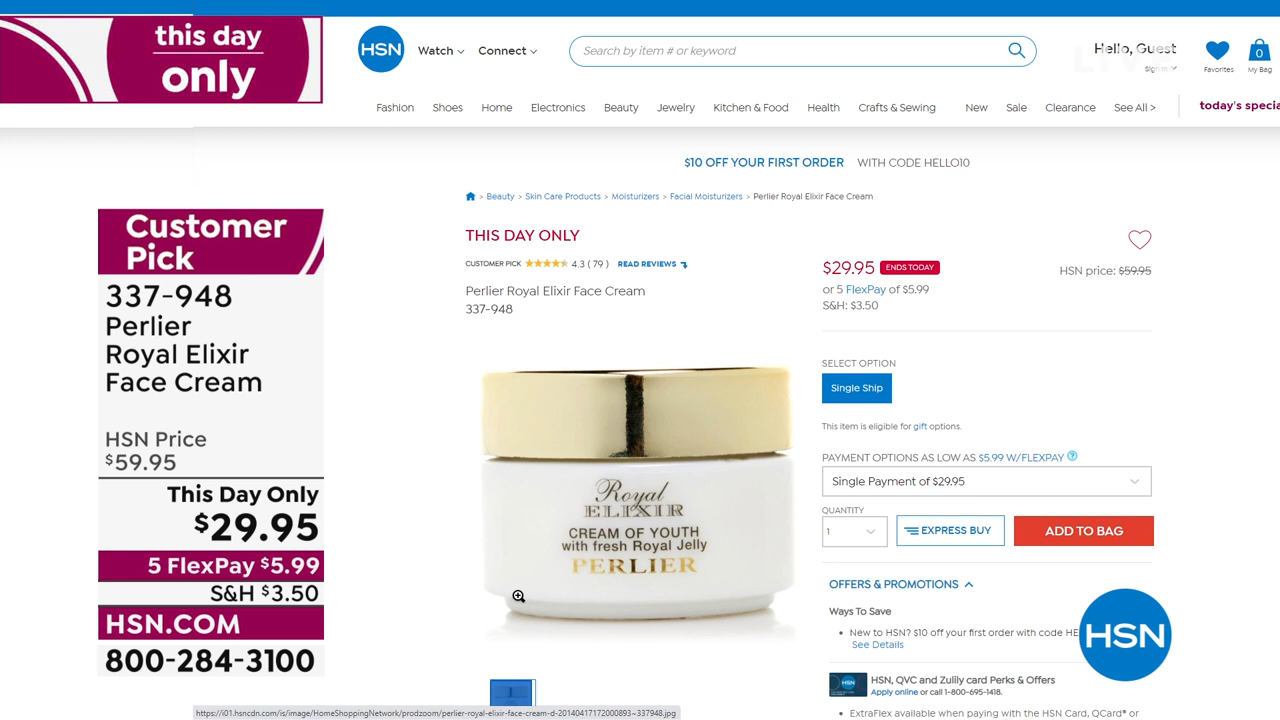 this day
only
HSN
Watch
Connect
Search by item # or keyword
Hello, Guest
Sign in
Favorites
0
My Bag
Fashion
Shoes
Home
Electronics
Beauty
Jewelry
Kitchen & Food
Health
Crafts & Sewing
New
Sale
Clearance
See All >
today's specia
$10 OFF YOUR FIRST ORDER WITH CODE HELLO10
> Beauty > Skin Care Products > Moisturizers > Facial Moisturizers > Perlier Royal Elixir Face Cream
Customer
Pick
337-948
Perlier
Royal Elixir
Face Cream
HSN Price
$59.95
This Day Only
$29.95
5 FlexPay $5.99
S&H $3.50
HSN.COM
800-284-3100
THIS DAY ONLY
CUSTOMER PICK 4.3 ( 79 ) READ REVIEWS
Perlier Royal Elixir Face Cream
337-948
Royal
ELIXIR
CREAM OF YOUTH
with fresh Royal Jelly
PERLIER
$29.95 ENDS TODAY
HSN price: $59.95
or 5 FlexPay of $5.99
S&H: $3.50
SELECT OPTION
Single Ship
This item is eligible for gift options.
PAYMENT OPTIONS AS LOW AS $5.99 W/FLEXPAY ?
Single Payment of $29.95
QUANTITY
1
EXPRESS BUY
ADD TO BAG
OFFERS & PROMOTIONS
Ways To Save
• New to HSN? $10 off your first order with code HE
See Details
HSN
HSN
HSN, QVC and Zulily card Perks & Offers
Apply online or call 1-800-695-1418.
• ExtraFlex available when paying with the HSN Card, QCard® or
https://i01.hsncdn.com/is/image/HomeShoppingNetwork/prodzoom/perlier-royal-elixir-face-cream-d-20140417172000893~337948.jpg